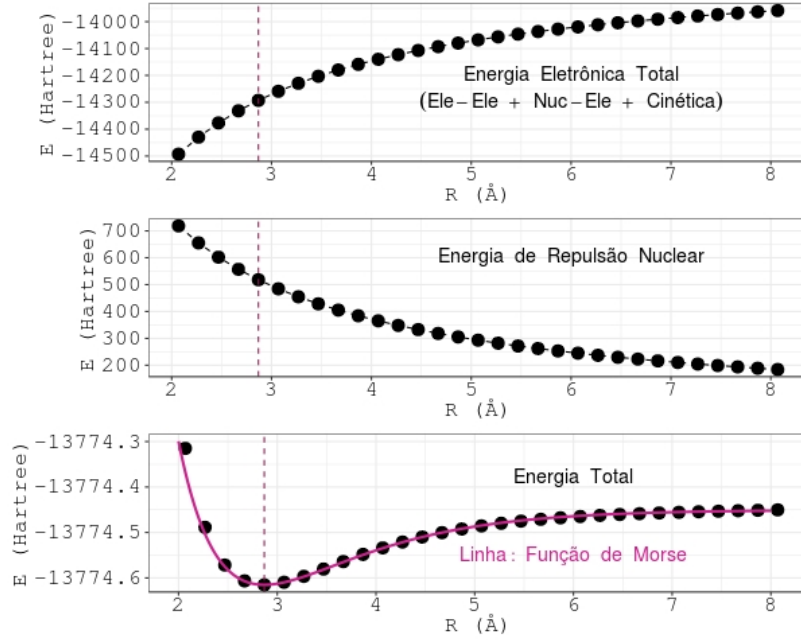 -14000
-14100
-14200
-14300
-14400
-14500
E (Hartree)
Energia Eletrônica Total
(Ele-Ele + Nuc-Ele + Cinética)
2 3 4 5 6 7 8
R (Å)
700
600
500
400
300
200
E (Hartree)
Energia de Repulsão Nuclear
2 3 4 5 6 7 8
R (Å)
-13774.3
-13774.4
-13774.5
-13774.6
E (Hartree)
Energia Total
Linha: Função de Morse
2 3 4 5 6 7 8
R (Å)